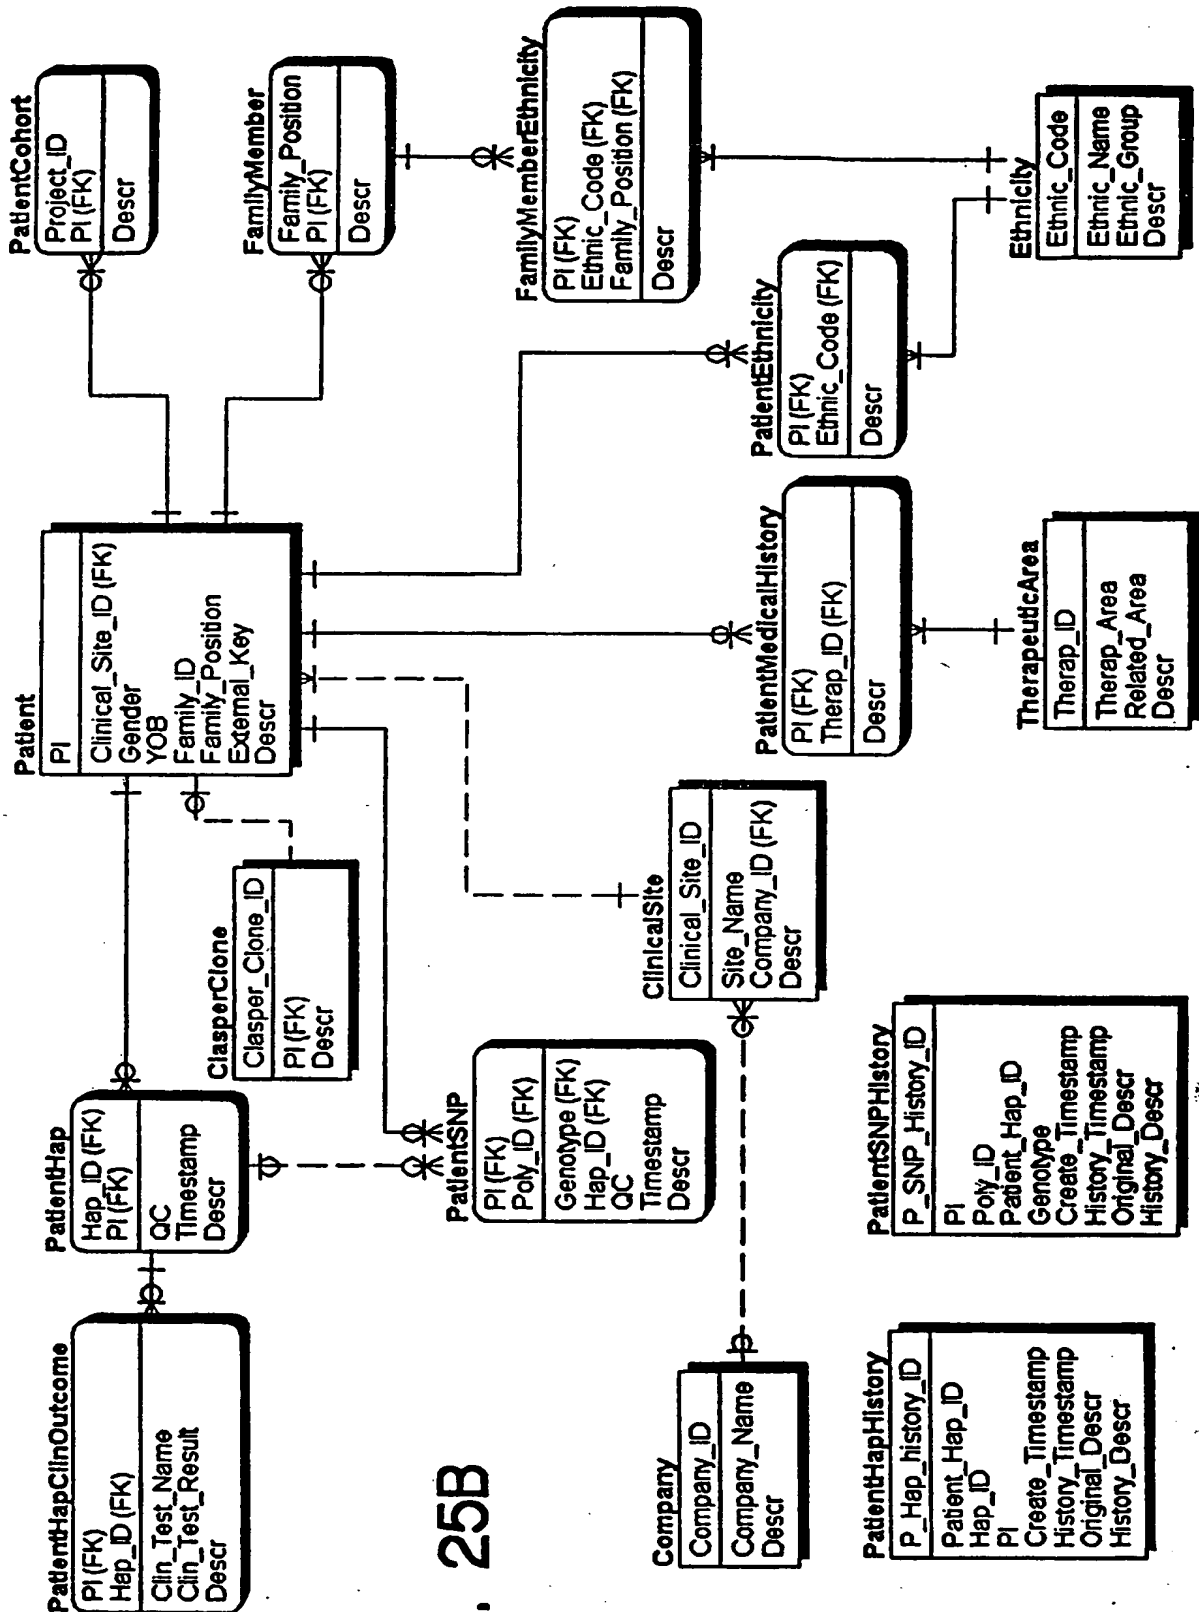 PatientCohort
Project_ID
PI (FK)
Descr
FamilyMember
Family_Position
PI (FK)
Descr
FamilyMemberEthnicity
PI (FK)
Ethnic_Code (FK)
Family_Position (FK)
Descr
Ethnicity
Ethnic_Code
Ethnic_Name
Ethnic_Group
Descr
Patient
PI
Clinical_Site_ID (FK)
Gender
YOB
Family_ID
Family_Position
External_Key
Descr
PatientEthnicity
PI (FK)
Ethnic_Code (FK)
Descr
PatientMedicalHistory
PI (FK)
Therap_ID (FK)
Descr
TherapeuticArea
Therap_ID
Therap_Area
Related_Area
Descr
PatientHap
Hap_ID (FK)
PI (FK)
QC
Timestamp
Descr
ClasperClone
Clasper_Clone_ID
PI (FK)
Descr
PatientSNP
PI (FK)
Poly_ID (FK)
Genotype (FK)
Hap_ID (FK)
QC
Timestamp
Descr
ClinicalSite
Clinical_Site_ID
Site_Name
Company_ID (FK)
Descr
PatientSNPHistory
P_SNP_History_ID
PI
Poly_ID
Patient_Hap_ID
Genotype
Create_Timestamp
History_Timestamp
Original_Descr
History_Descr
PatientHapClinOutcome
PI (FK)
Hap_ID (FK)
Clin_Test_Name
Clin_Test_Result
Descr
Company
Company_ID
Company_Name
Descr
PatientHapHistory
P_Hap_history_ID
Patient_Hap_ID
Hap_ID
PI
Create_Timestamp
History_Timestamp
Original_Descr
History_Descr
. 25B